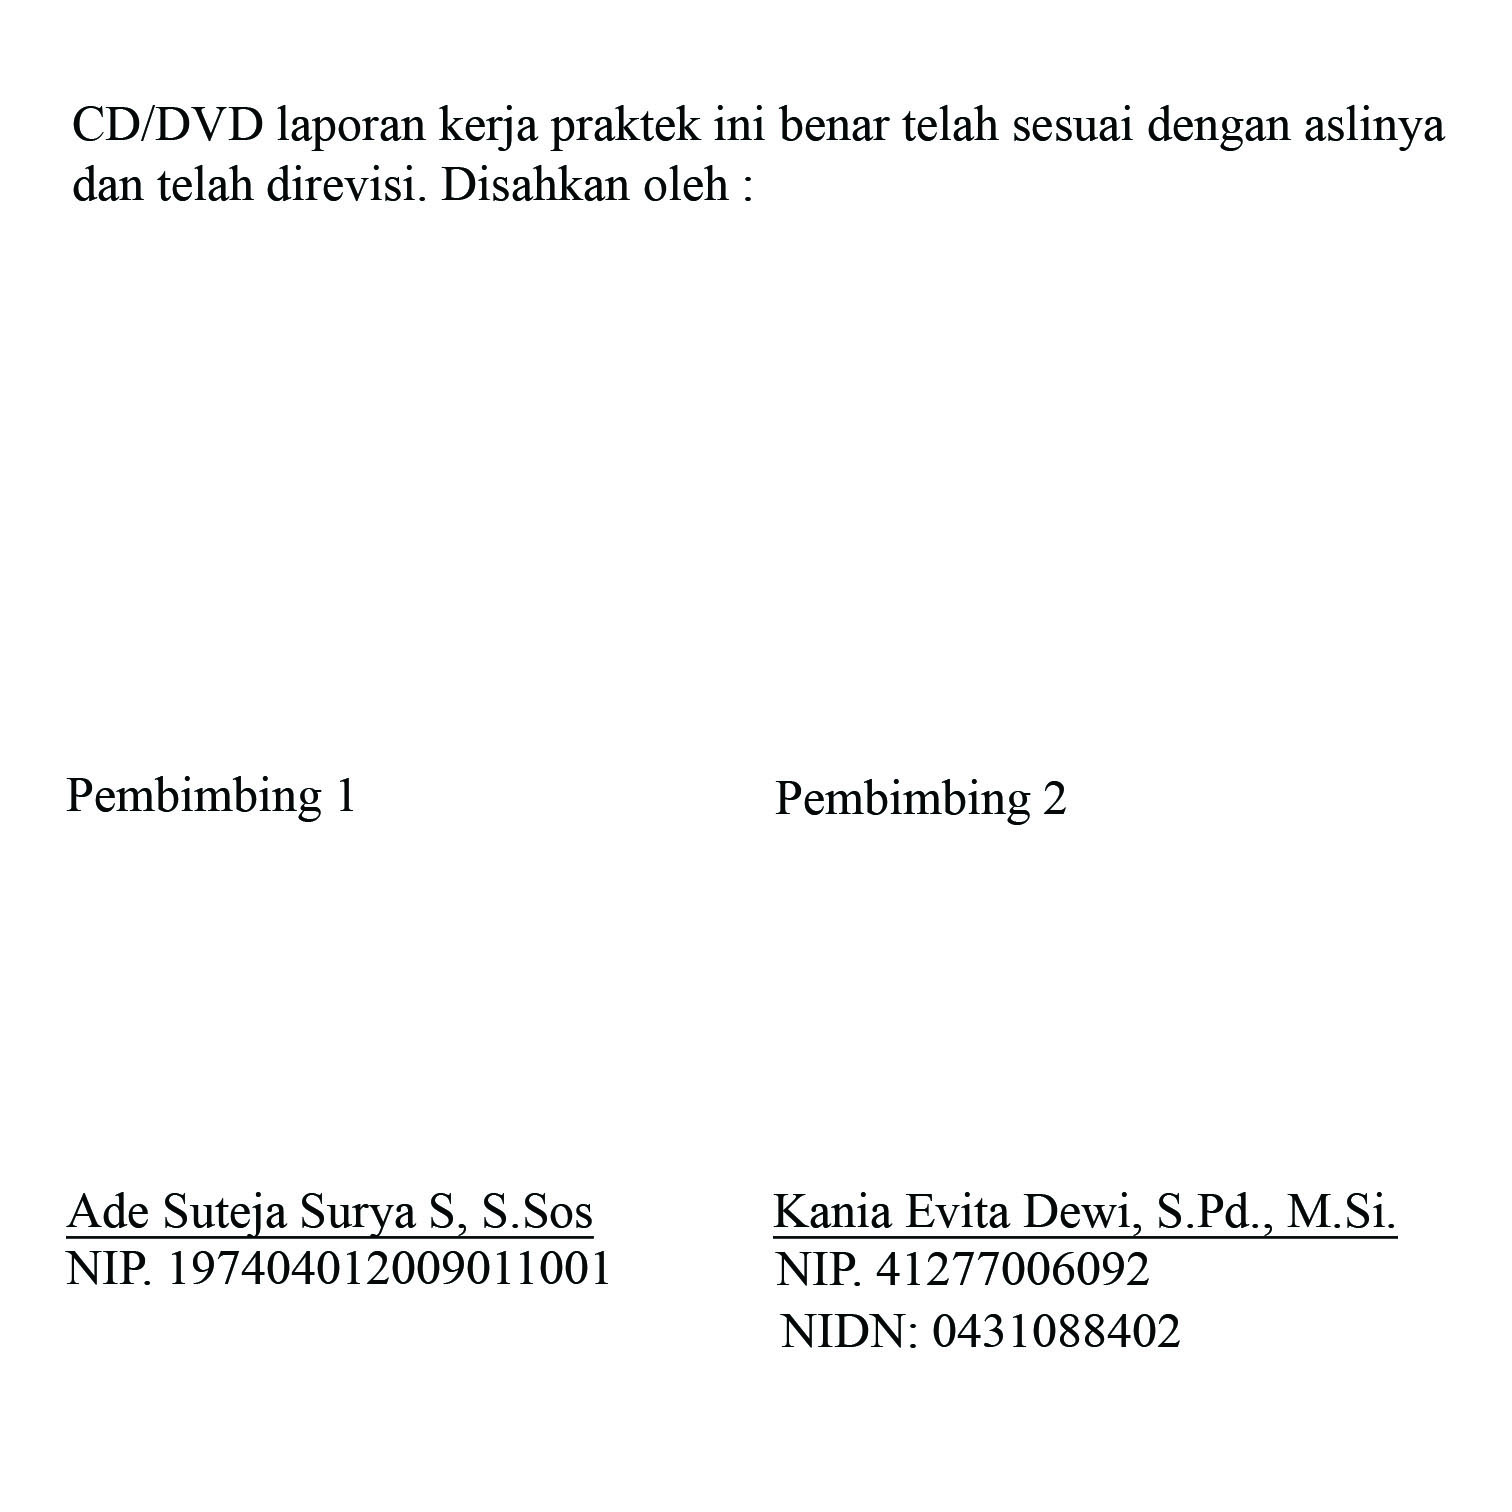 CD/DVD laporan kerja praktek ini benar telah sesuai dengan aslinya
dan telah direvisi. Disahkan oleh :
Pembimbing 1
Pembimbing 2
Ade Suteja Surya S, S.Sos
NIP. 197404012009011001
Kania Evita Dewi, S.Pd., M.Si.
NIP. 41277006092
NIDN: 0431088402